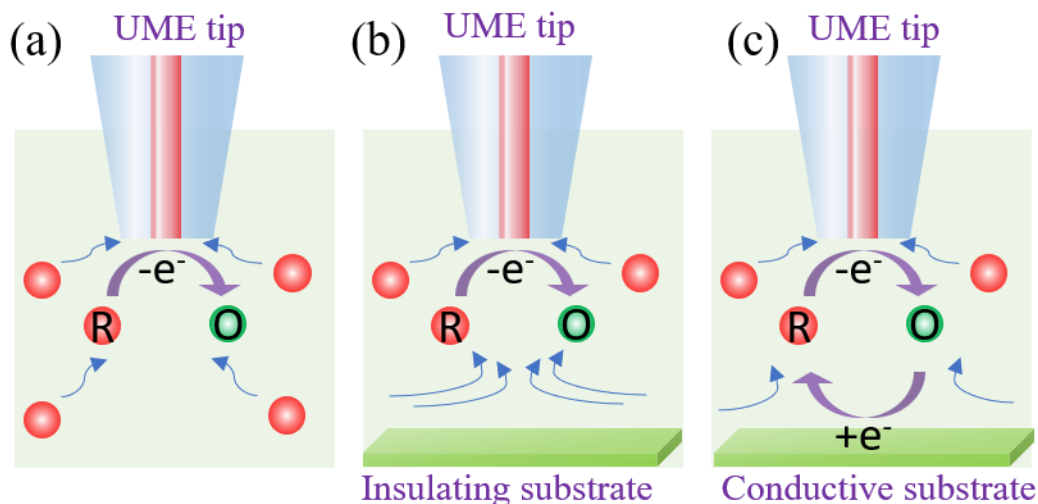 (a) UME tip
-e⁻
R O
(b) UME tip
-e⁻
R O
Insulating substrate
(c) UME tip
-e⁻
R O
+e⁻
Conductive substrate